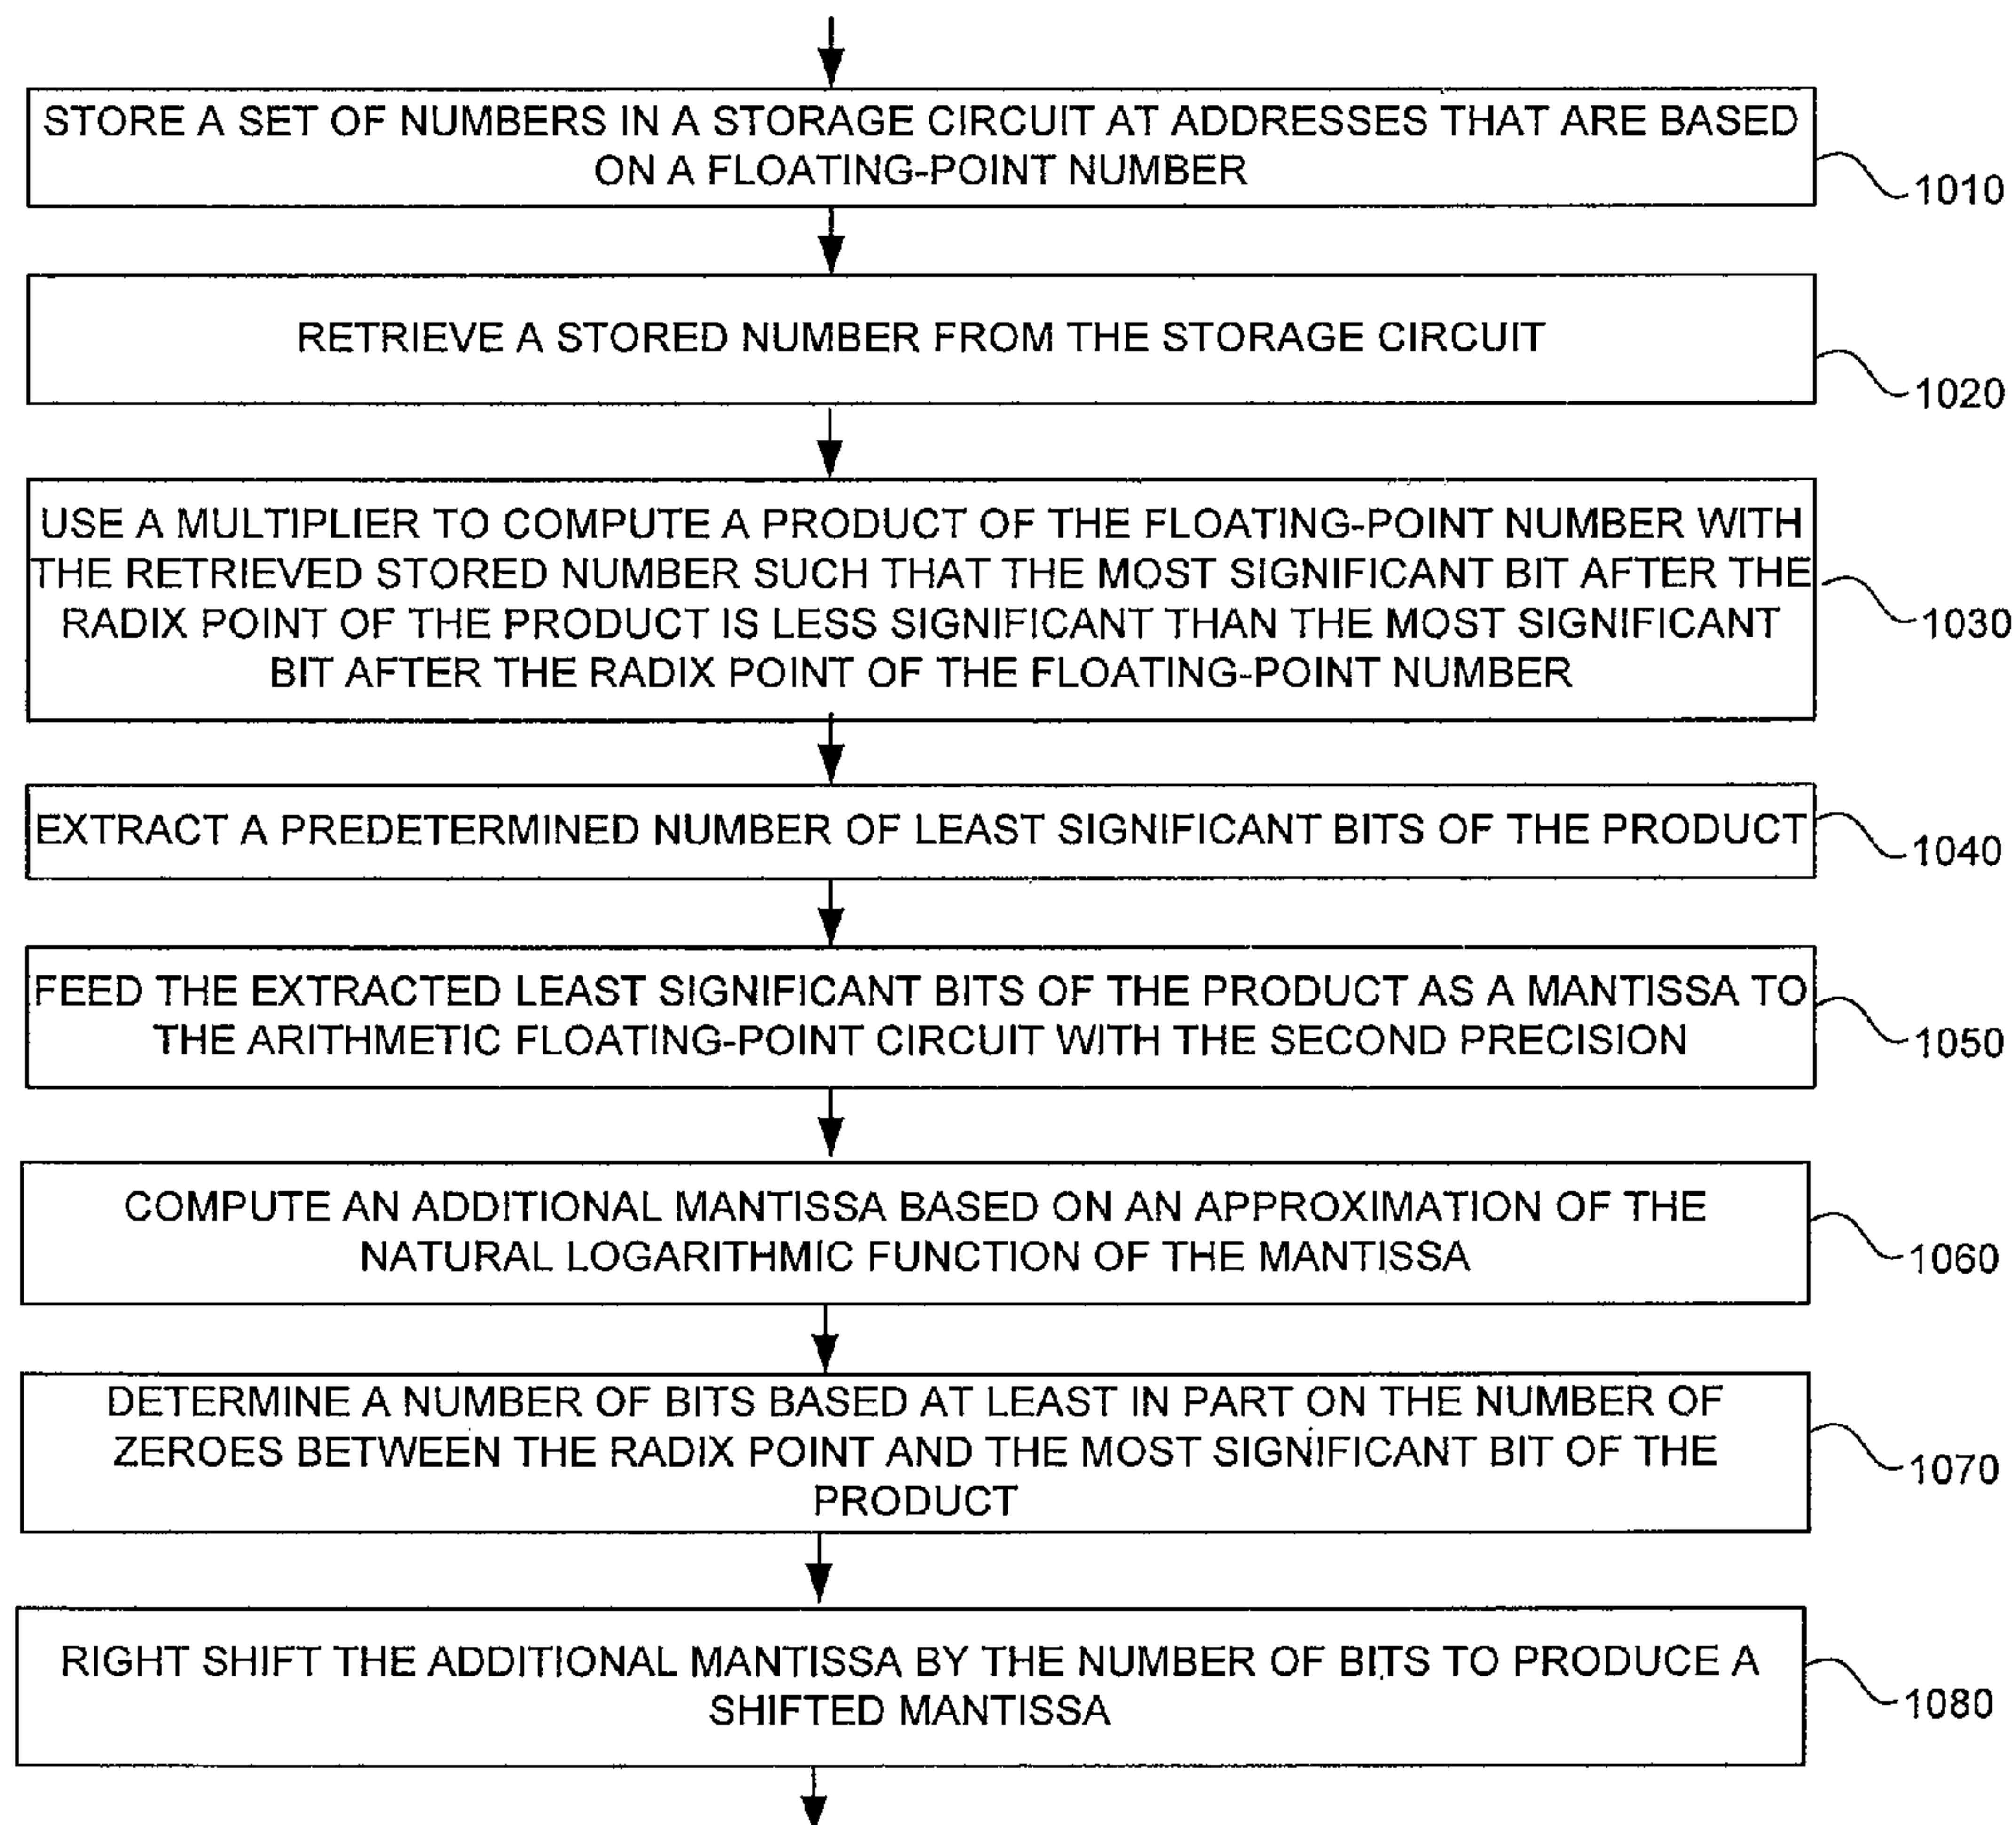 STORE A SET OF NUMBERS IN A STORAGE CIRCUIT AT ADDRESSES THAT ARE BASED
ON A FLOATING-POINT NUMBER
1010
RETRIEVE A STORED NUMBER FROM THE STORAGE CIRCUIT
1020
USE A MULTIPLIER TO COMPUTE A PRODUCT OF THE FLOATING-POINT NUMBER WITH
THE RETRIEVED STORED NUMBER SUCH THAT THE MOST SIGNIFICANT BIT AFTER THE
RADIX POINT OF THE PRODUCT IS LESS SIGNIFICANT THAN THE MOST SIGNIFICANT
BIT AFTER THE RADIX POINT OF THE FLOATING-POINT NUMBER
1030
EXTRACT A PREDETERMINED NUMBER OF LEAST SIGNIFICANT BITS OF THE PRODUCT
1040
FEED THE EXTRACTED LEAST SIGNIFICANT BITS OF THE PRODUCT AS A MANTISSA TO
THE ARITHMETIC FLOATING-POINT CIRCUIT WITH THE SECOND PRECISION
1050
COMPUTE AN ADDITIONAL MANTISSA BASED ON AN APPROXIMATION OF THE
NATURAL LOGARITHMIC FUNCTION OF THE MANTISSA
1060
DETERMINE A NUMBER OF BITS BASED AT LEAST IN PART ON THE NUMBER OF
ZEROES BETWEEN THE RADIX POINT AND THE MOST SIGNIFICANT BIT OF THE
PRODUCT
1070
RIGHT SHIFT THE ADDITIONAL MANTISSA BY THE NUMBER OF BITS TO PRODUCE A
SHIFTED MANTISSA
1080